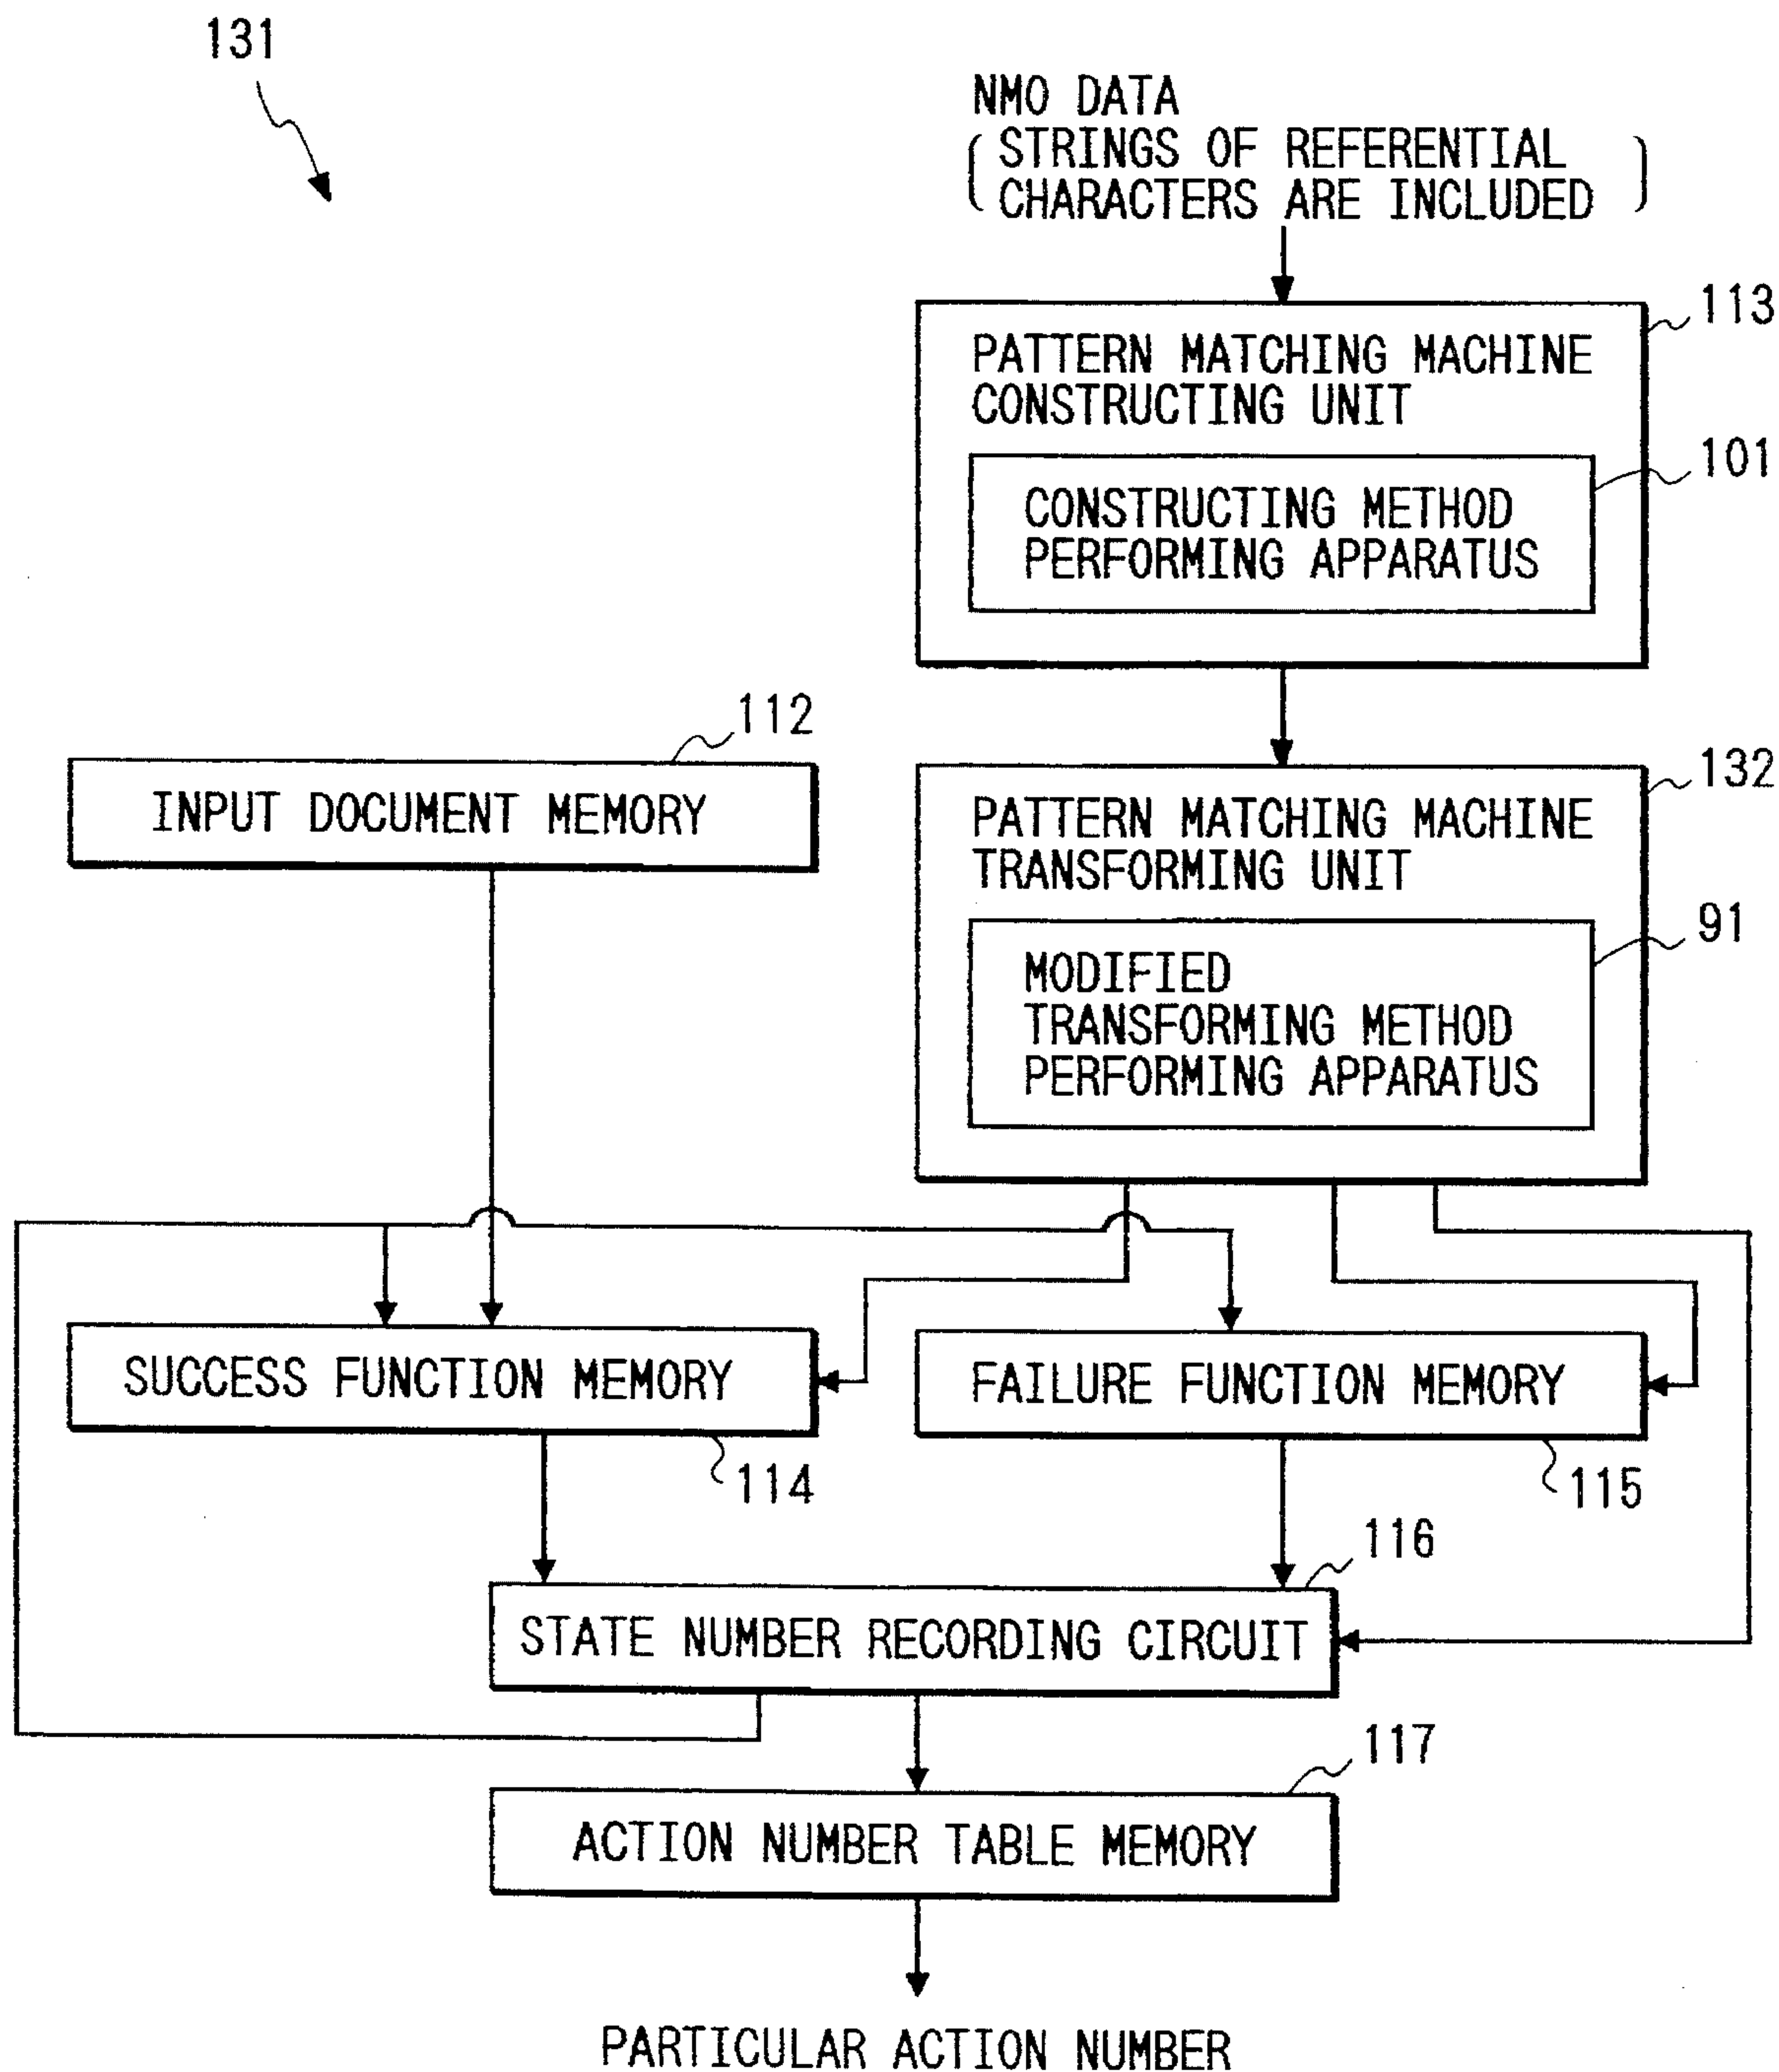 131
NMO DATA
STRINGS OF REFERENTIAL
CHARACTERS ARE INCLUDED
113
PATTERN MATCHING MACHINE
CONSTRUCTING UNIT
101
CONSTRUCTING METHOD
PERFORMING APPARATUS
112
INPUT DOCUMENT MEMORY
132
PATTERN MATCHING MACHINE
TRANSFORMING UNIT
91
MODIFIED
TRANSFORMING METHOD
PERFORMING APPARATUS
SUCCESS FUNCTION MEMORY
114
FAILURE FUNCTION MEMORY
115
116
STATE NUMBER RECORDING CIRCUIT
117
ACTION NUMBER TABLE MEMORY
PARTICULAR ACTION NUMBER